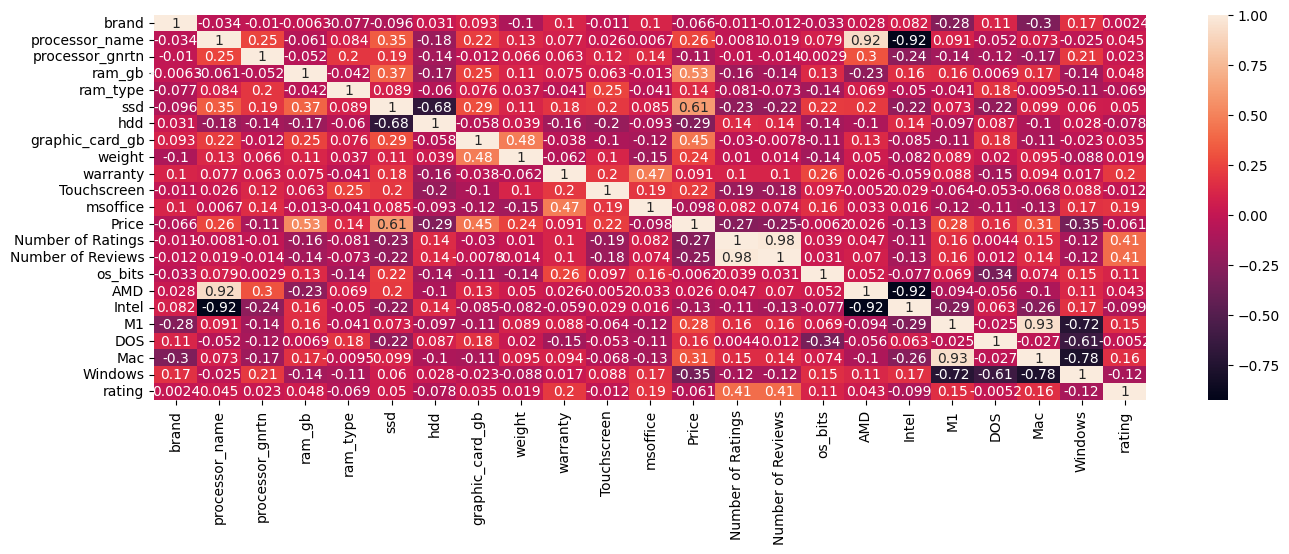 brand 1 -0.034 -0.01 -0.0063 -0.077 -0.096 0.031 0.093 -0.1 0.1 -0.011 0.1 -0.066 -0.011 -0.012 -0.033 0.028 0.082 -0.28 0.11 -0.3 0.17 0.0024 1.00
processor_name -0.034 1 0.25 -0.061 0.084 0.35 -0.18 0.22 0.13 0.077 0.026 0.0067 0.26 -0.0081 0.019 0.079 0.92 -0.92 0.091 -0.052 0.073 -0.025 0.045
processor_gnrtn -0.01 0.25 1 -0.052 0.2 0.19 -0.14 -0.012 0.066 0.063 0.12 0.14 -0.11 -0.01 -0.014 0.0029 0.3 -0.24 -0.14 -0.12 -0.17 0.21 0.023 0.75
ram_gb -0.0063 -0.061 -0.052 1 -0.042 0.37 -0.17 0.25 0.11 0.075 0.063 -0.013 0.53 -0.16 -0.14 0.13 -0.23 0.16 0.16 0.0069 0.17 -0.14 0.048
ram_type -0.077 0.084 0.2 -0.042 1 0.089 -0.06 0.076 0.037 -0.041 0.25 -0.041 0.14 -0.081 -0.073 -0.14 0.069 -0.05 -0.041 0.18 -0.0095 -0.11 -0.069 0.50
ssd -0.096 0.35 0.19 0.37 0.089 1 -0.68 0.29 0.11 0.18 0.2 0.085 0.61 -0.23 -0.22 0.22 0.2 -0.22 0.073 -0.22 0.099 0.06 0.05
hdd 0.031 -0.18 -0.14 -0.17 -0.06 -0.68 1 -0.058 0.039 -0.16 -0.2 -0.093 -0.29 0.14 0.14 -0.14 -0.1 0.14 -0.097 0.087 -0.1 0.028 -0.078
graphic_card_gb 0.093 0.22 -0.012 0.25 0.076 0.29 -0.058 1 0.48 -0.038 -0.1 -0.12 0.45 -0.03 -0.0078 -0.11 0.13 -0.085 -0.11 0.18 -0.11 -0.023 0.035 0.25
weight -0.1 0.13 0.066 0.11 0.037 0.11 0.039 0.48 1 -0.062 0.1 -0.15 0.24 0.01 0.014 -0.14 0.05 -0.082 0.089 0.02 0.095 -0.088 0.019
warranty 0.1 0.077 0.063 0.075 -0.041 0.18 -0.16 -0.038 -0.062 1 0.2 0.47 0.091 0.1 0.1 0.26 0.026 -0.059 0.088 -0.15 0.094 0.017 0.2
Touchscreen -0.011 0.026 0.12 0.063 0.25 0.2 -0.2 -0.1 0.1 0.2 1 0.19 0.22 -0.19 -0.18 0.097 -0.0052 0.029 -0.064 -0.053 -0.068 0.088 -0.012 0.00
msoffice 0.1 0.0067 0.14 -0.013 -0.041 0.085 -0.093 -0.12 -0.15 0.47 0.19 1 -0.098 0.082 0.074 0.16 0.033 0.016 -0.12 -0.11 -0.13 0.17 0.19
Price -0.066 0.26 -0.11 0.53 0.14 0.61 -0.29 0.45 0.24 0.091 0.22 -0.098 1 -0.27 -0.25 -0.0062 0.026 -0.13 0.28 0.16 0.31 -0.35 -0.061
Number of Ratings -0.011 -0.0081 -0.01 -0.16 -0.081 -0.23 0.14 -0.03 0.01 0.1 -0.19 0.082 -0.27 1 0.98 0.039 0.047 -0.11 0.16 0.0044 0.15 -0.12 0.41 −0.25
Number of Reviews -0.012 0.019 -0.014 -0.14 -0.073 -0.22 0.14 -0.0078 0.014 0.1 -0.18 0.074 -0.25 0.98 1 0.031 0.07 -0.13 0.16 0.012 0.14 -0.12 0.41
os_bits -0.033 0.079 0.0029 0.13 -0.14 0.22 -0.14 -0.11 -0.14 0.26 0.097 0.16 -0.0062 0.039 0.031 1 0.052 -0.077 0.069 -0.34 0.074 0.15 0.11 −0.50
AMD 0.028 0.92 0.3 -0.23 0.069 0.2 -0.1 0.13 0.05 0.026 -0.0052 0.033 0.026 0.047 0.07 0.052 1 -0.92 -0.094 -0.056 -0.1 0.11 0.043
Intel 0.082 -0.92 -0.24 0.16 -0.05 -0.22 0.14 -0.085 -0.082 -0.059 0.029 0.016 -0.13 -0.11 -0.13 -0.077 -0.92 1 -0.29 0.063 -0.26 0.17 -0.099
M1 -0.28 0.091 -0.14 0.16 -0.041 0.073 -0.097 -0.11 0.089 0.088 -0.064 -0.12 0.28 0.16 0.16 0.069 -0.094 -0.29 1 -0.025 0.93 -0.72 0.15
DOS 0.11 -0.052 -0.12 0.0069 0.18 -0.22 0.087 0.18 0.02 -0.15 -0.053 -0.11 0.16 0.0044 0.012 -0.34 -0.056 0.063 -0.025 1 -0.027 -0.61 -0.0052
Mac -0.3 0.073 -0.17 0.17 -0.0095 0.099 -0.1 -0.11 0.095 0.094 -0.068 -0.13 0.31 0.15 0.14 0.074 -0.1 -0.26 0.93 -0.027 1 -0.78 0.16 −0.75
Windows 0.17 -0.025 0.21 -0.14 -0.11 0.06 0.028 -0.023 -0.088 0.017 0.088 0.17 -0.35 -0.12 -0.12 0.15 0.11 0.17 -0.72 -0.61 -0.78 1 -0.12
rating 0.0024 0.045 0.023 0.048 -0.069 0.05 -0.078 0.035 0.019 0.2 -0.012 0.19 -0.061 0.41 0.41 0.11 0.043 -0.099 0.15 -0.0052 0.16 -0.12 1
brand processor_name processor_gnrtn ram_gb ram_type ssd hdd graphic_card_gb weight warranty Touchscreen msoffice Price Number of Ratings Number of Reviews os_bits AMD Intel M1 DOS Mac Windows rating